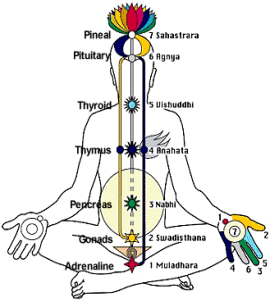 Pineal 7 Sahastrara
Pituitary 6 Agnya
Thyroid 5 Vishuddhi
Thymus 4 Anahata
Pancreas 3 Nabhi
Gonads 2 Swadisthana
Adrenaline 1 Muladhara
1
7
2
5
4 6 3